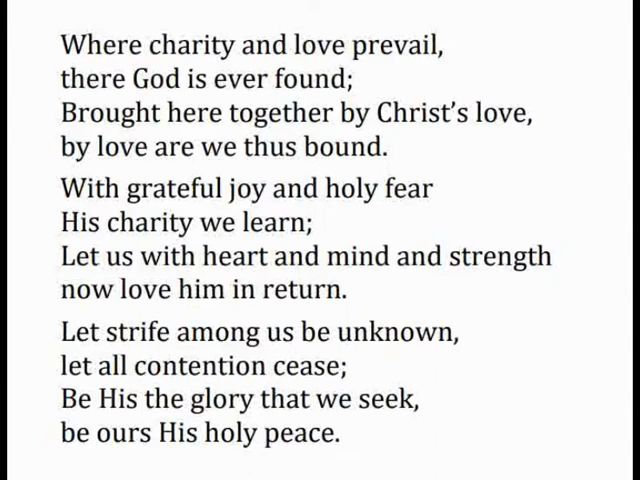 Where charity and love prevail,
there God is ever found;
Brought here together by Christ’s love,
by love are we thus bound.
With grateful joy and holy fear
His charity we learn;
Let us with heart and mind and strength
now love him in return.
Let strife among us be unknown,
let all contention cease;
Be His the glory that we seek,
be ours His holy peace.